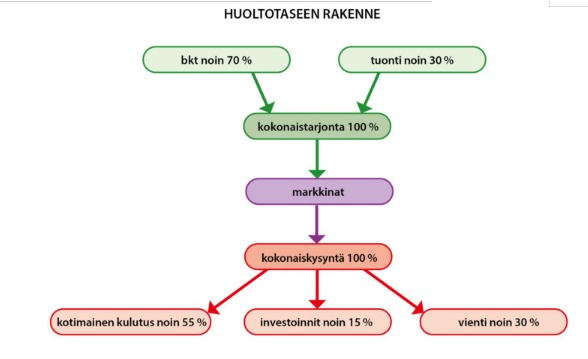 HUOLTOTASEEN RAKENNE
bkt noin 70 %
tuonti noin 30 %
kokonaistarjonta 100 %
markkinat
kokonaiskysyntä 100 %
kotimainen kulutus noin 55 %
investoinnit noin 15 %
vienti noin 30 %